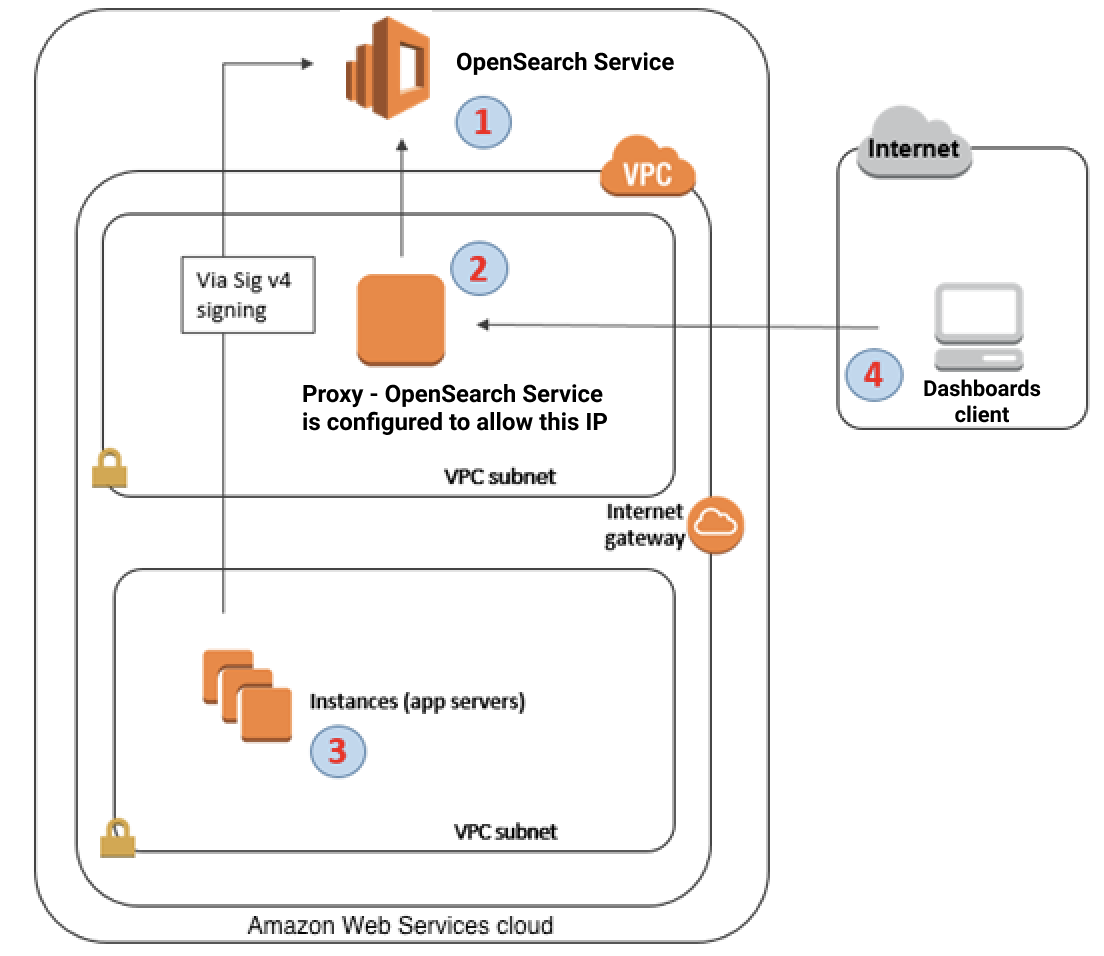 OpenSearch Service
1
VPC
Internet
2
Via Sig v4
signing
4
Proxy - OpenSearch Service
is configured to allow this IP
Dashboards
client
VPC subnet
Internet
gateway
Instances (app servers)
3
VPC subnet
Amazon Web Services cloud